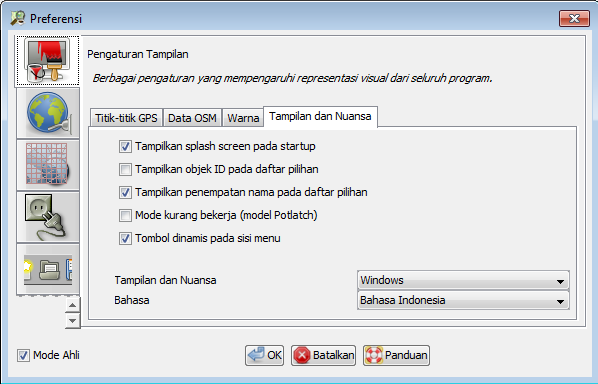 Preferensi
Pengaturan Tampilan
Berbagai pengaturan yang mempengaruhi representasi visual dari seluruh program.
Titik-titik GPS Data OSM Warna Tampilan dan Nuansa
Tampilkan splash screen pada startup
Tampilkan objek ID pada daftar pilihan
Tampilkan penempatan nama pada daftar pilihan
Mode kurang bekerja (model Potlatch)
Tombol dinamis pada sisi menu
Tampilan dan Nuansa Windows
Bahasa Bahasa Indonesia
Mode Ahli OK Batalkan Panduan